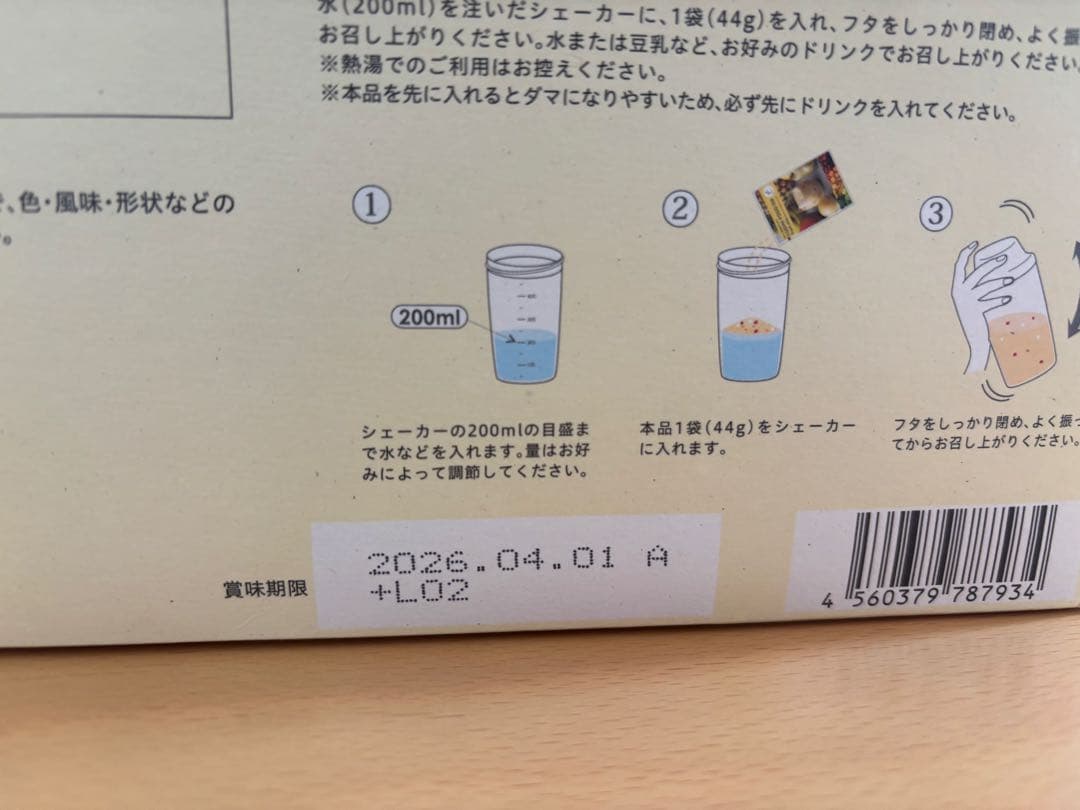 水(200ml)を注いだシェーカーに、1袋(44g)を入れ、フタをしっかり閉め、よく振
お召し上がりください。水または豆乳など、お好みのドリンクでお召し上がりください。
※熱湯でのご利用はお控えください。
※本品を先に入れるとダマになりやすいため、必ず先にドリンクを入れてください。
、色・風味・形状などの
。
① ② ③
200ml
シェーカーの200mlの目盛ま
で水などを入れます。量はお好
みによって調節してください。
本品1袋(44g)をシェーカー
に入れます。
フタをしっかり閉め、よく振っ
てからお召し上がりください。
賞味期限
2026.04.01 A
+L02
4 560379 787934